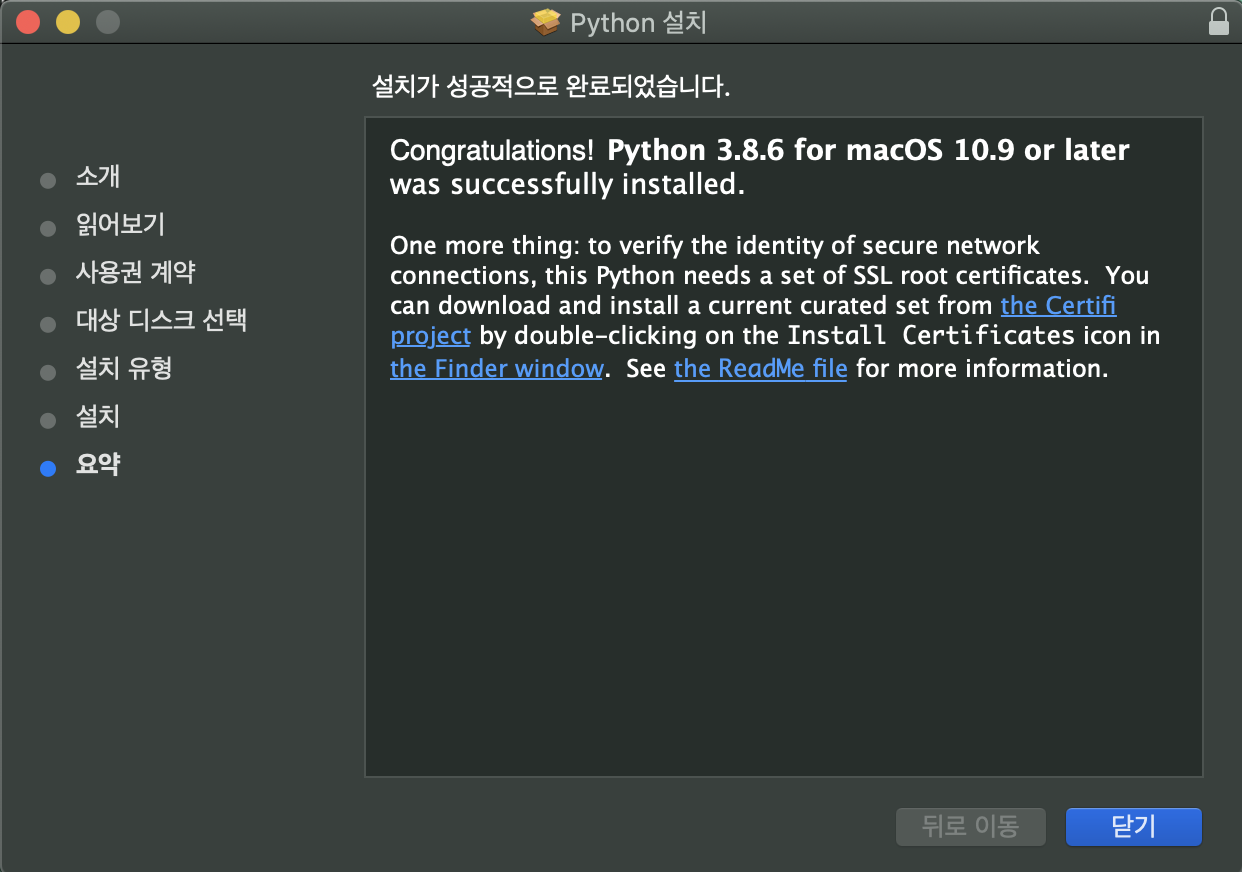 Python 설치
설치가 성공적으로 완료되었습니다.
소개
읽어보기
사용권 계약
대상 디스크 선택
설치 유형
설치
요약
Congratulations! Python 3.8.6 for macOS 10.9 or later
was successfully installed.
One more thing: to verify the identity of secure network
connections, this Python needs a set of SSL root certificates.  You
can download and install a current curated set from the Certifi
project by double-clicking on the Install Certificates icon in
the Finder window.  See the ReadMe file for more information.
뒤로 이동
닫기